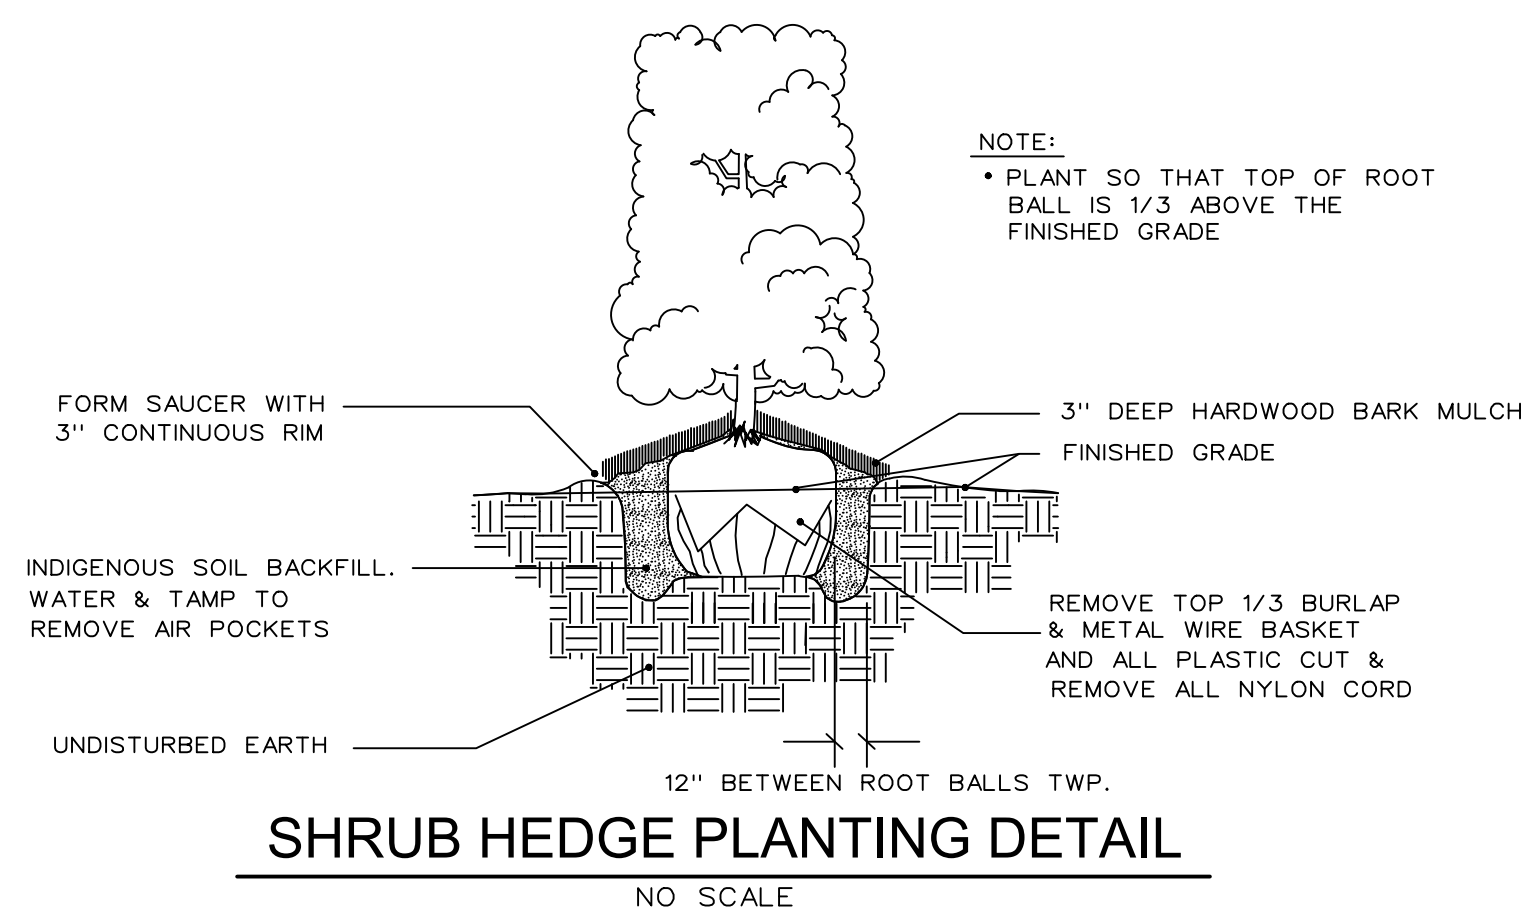 NOTE:
• PLANT SO THAT TOP OF ROOT
BALL IS 1/3 ABOVE THE
FINISHED GRADE
FORM SAUCER WITH
3" CONTINUOUS RIM
3" DEEP HARDWOOD BARK MULCH
FINISHED GRADE
INDIGENOUS SOIL BACKFILL.
WATER & TAMP TO
REMOVE AIR POCKETS
REMOVE TOP 1/3 BURLAP
& METAL WIRE BASKET
AND ALL PLASTIC CUT &
REMOVE ALL NYLON CORD
UNDISTURBED EARTH
12" BETWEEN ROOT BALLS TWP.
SHRUB HEDGE PLANTING DETAIL
NO SCALE